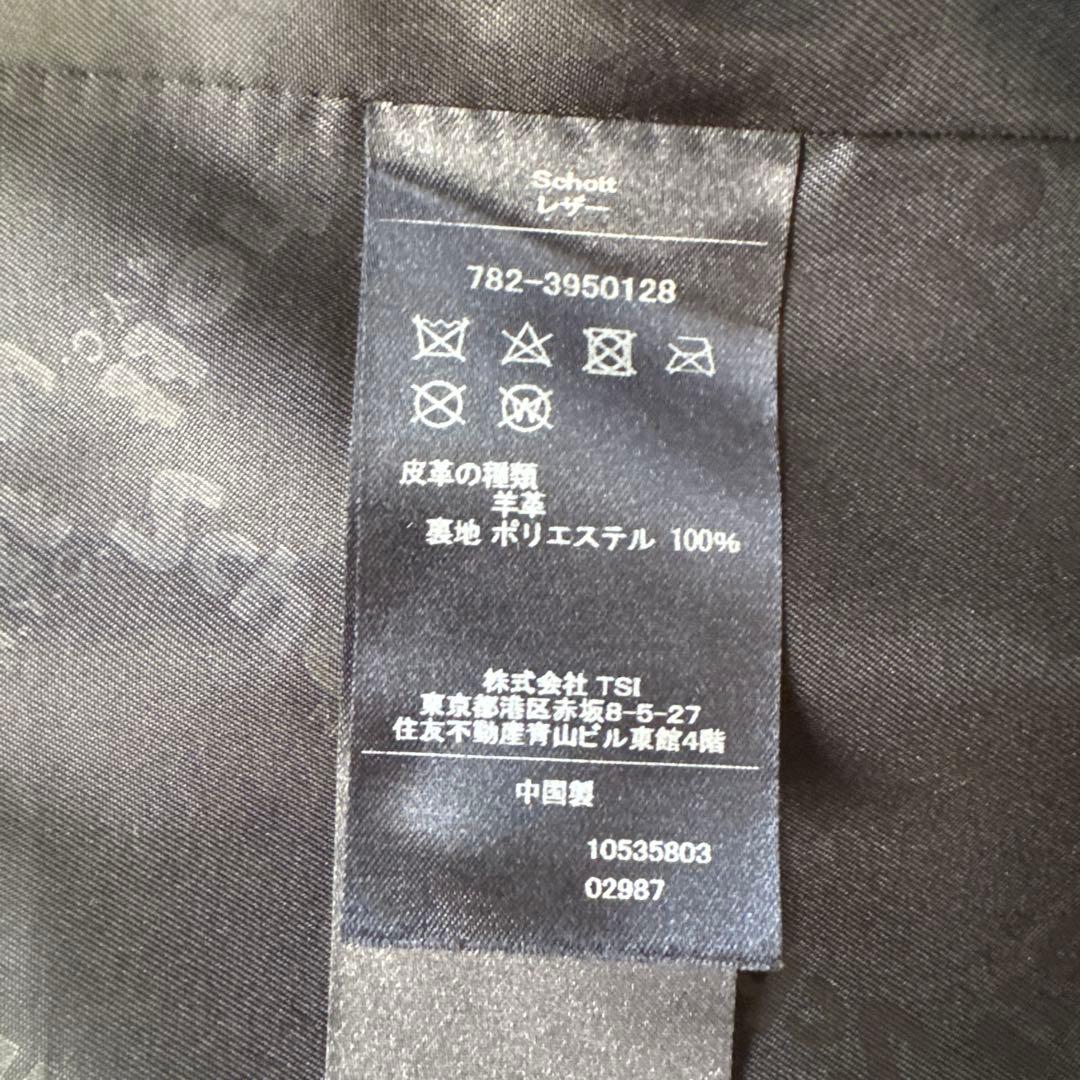 Schott
レザー
782-3950128
W
皮革の種類
羊革
裏地 ポリエステル 100%
株式会社 TSI
東京都港区赤坂8-5-27
住友不動産青山ビル東館4階
中国製
10535803
02987